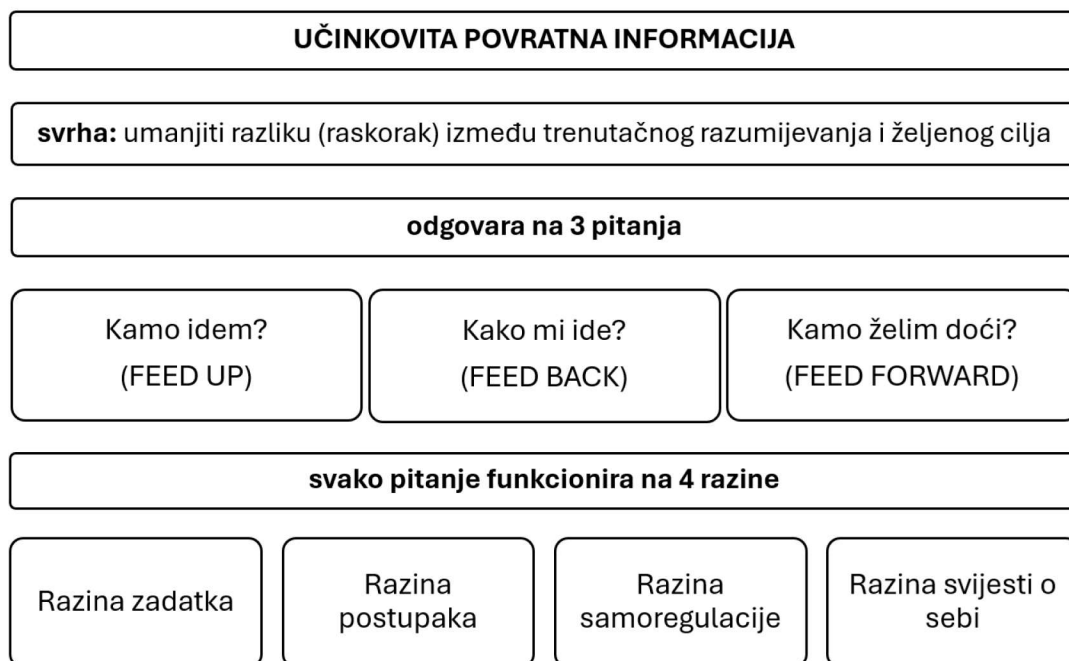 UČINKOVITA POVRATNA INFORMACIJA
svrha: umanjiti razliku (raskorak) između trenutačnog razumijevanja i željenog cilja
odgovara na 3 pitanja
Kamo idem?
(FEED UP)
Kako mi ide?
(FEED BACK)
Kamo želim doći?
(FEED FORWARD)
svako pitanje funkcionira na 4 razine
Razina zadatka
Razina
postupaka
Razina
samoregulacije
Razina svijesti o
sebi